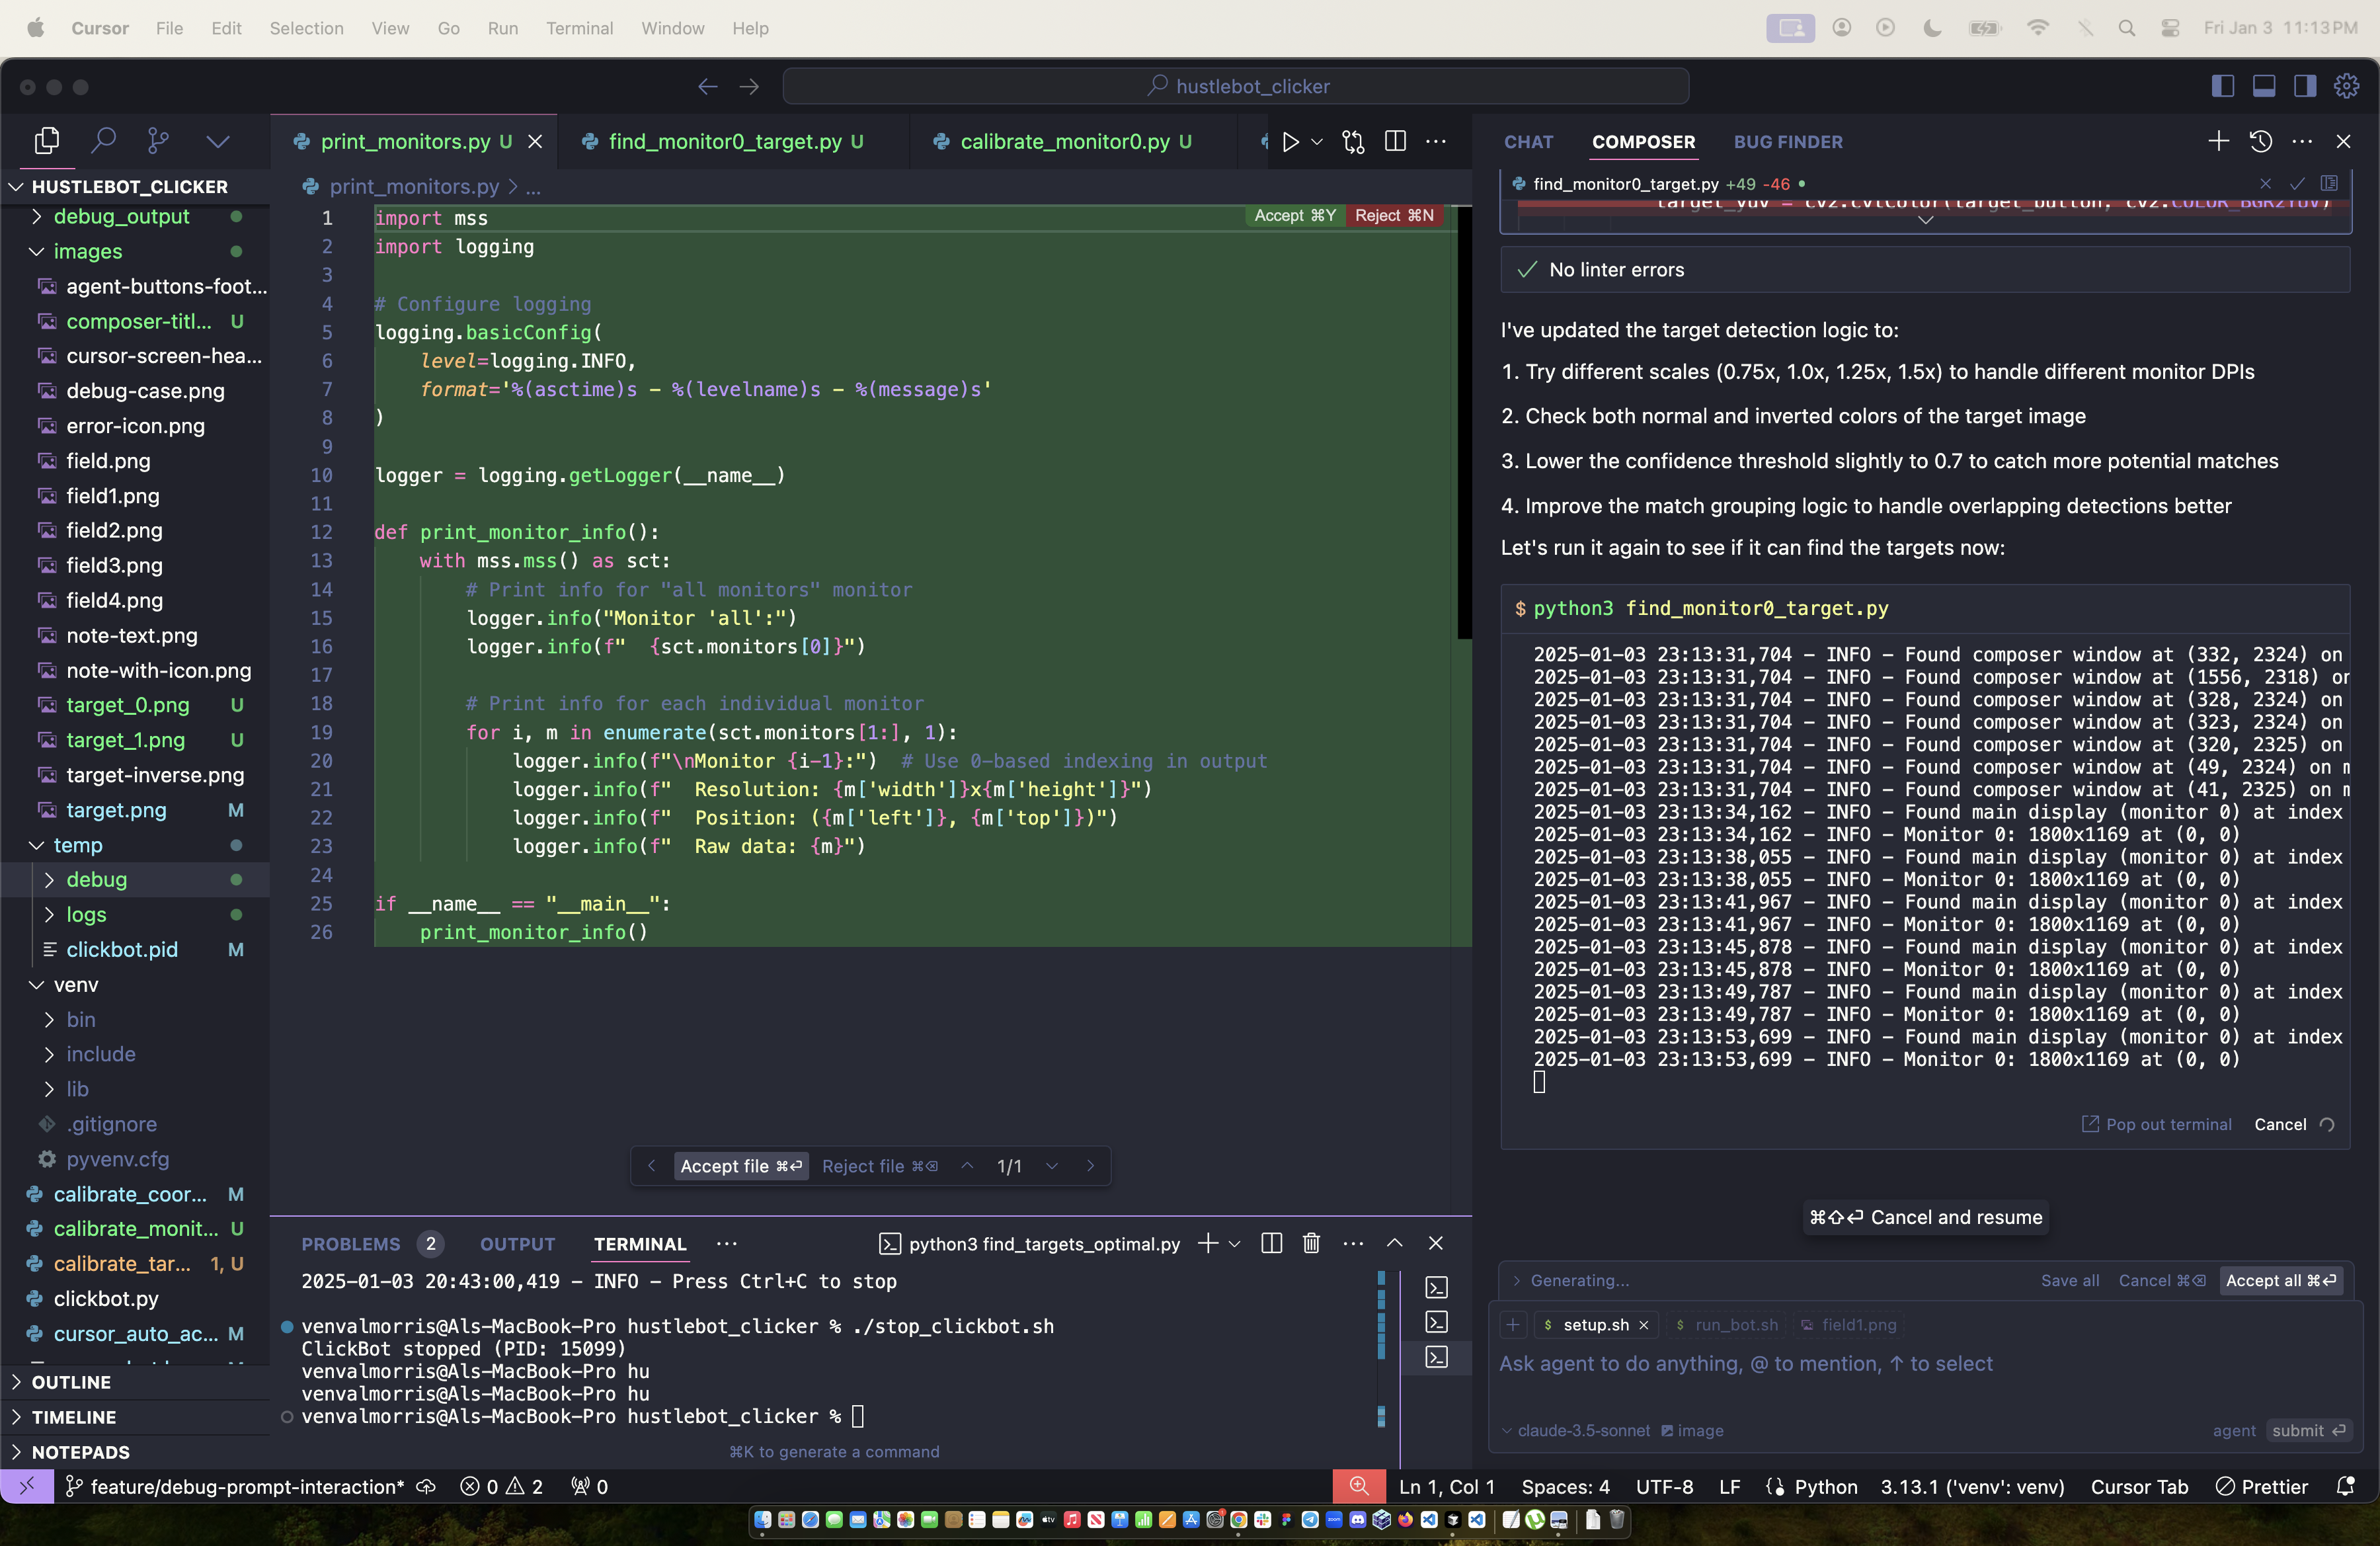 Cursor File Edit Selection View Go Run Terminal Window Help
Fri Jan 3 11:13 PM
hustlebot_clicker
HUSTLEBOT_CLICKER
debug_output
images
agent-buttons-foot...
composer-titl... U
cursor-screen-hea...
debug-case.png
error-icon.png
field.png
field1.png
field2.png
field3.png
field4.png
note-text.png
note-with-icon.png
target_0.png U
target_1.png U
target-inverse.png
target.png M
temp
debug
logs
clickbot.pid M
venv
bin
include
lib
.gitignore
pyvenv.cfg
calibrate_coor... M
calibrate_monit... U
calibrate_tar... 1, U
clickbot.py
cursor_auto_ac... M
OUTLINE
TIMELINE
NOTEPADS
print_monitors.py U
find_monitor0_target.py U
calibrate_monitor0.py U
print_monitors.py > ...
Accept ⌘Y Reject ⌘N
1 import mss
2 import logging
3
4 # Configure logging
5 logging.basicConfig(
6     level=logging.INFO,
7     format='%(asctime)s - %(levelname)s - %(message)s'
8 )
9
10 logger = logging.getLogger(__name__)
11
12 def print_monitor_info():
13     with mss.mss() as sct:
14         # Print info for "all monitors" monitor
15         logger.info("Monitor 'all':")
16         logger.info(f"  {sct.monitors[0]}")
17
18         # Print info for each individual monitor
19         for i, m in enumerate(sct.monitors[1:], 1):
20             logger.info(f"\nMonitor {i-1}:")  # Use 0-based indexing in output
21             logger.info(f"  Resolution: {m['width']}x{m['height']}")
22             logger.info(f"  Position: ({m['left']}, {m['top']})")
23             logger.info(f"  Raw data: {m}")
24
25 if __name__ == "__main__":
26     print_monitor_info()
Accept file ⌘⏎ Reject file ⌘⌫ 1/1
PROBLEMS 2 OUTPUT TERMINAL ...
python3 find_targets_optimal.py
2025-01-03 20:43:00,419 - INFO - Press Ctrl+C to stop
venvalmorris@Als-MacBook-Pro hustlebot_clicker % ./stop_clickbot.sh
ClickBot stopped (PID: 15099)
venvalmorris@Als-MacBook-Pro hu
venvalmorris@Als-MacBook-Pro hu
venvalmorris@Als-MacBook-Pro hustlebot_clicker %
⌘K to generate a command
CHAT COMPOSER BUG FINDER
find_monitor0_target.py +49 -46
target_yuv = cv2.cvtColor(target_button, cv2.COLOR_BGR2YUV)
No linter errors
I've updated the target detection logic to:
1. Try different scales (0.75x, 1.0x, 1.25x, 1.5x) to handle different monitor DPIs
2. Check both normal and inverted colors of the target image
3. Lower the confidence threshold slightly to 0.7 to catch more potential matches
4. Improve the match grouping logic to handle overlapping detections better
Let's run it again to see if it can find the targets now:
$ python3 find_monitor0_target.py
2025-01-03 23:13:31,704 - INFO - Found composer window at (332, 2324) on
2025-01-03 23:13:31,704 - INFO - Found composer window at (1556, 2318) or
2025-01-03 23:13:31,704 - INFO - Found composer window at (328, 2324) on
2025-01-03 23:13:31,704 - INFO - Found composer window at (323, 2324) on
2025-01-03 23:13:31,704 - INFO - Found composer window at (320, 2325) on
2025-01-03 23:13:31,704 - INFO - Found composer window at (49, 2324) on m
2025-01-03 23:13:31,704 - INFO - Found composer window at (41, 2325) on m
2025-01-03 23:13:34,162 - INFO - Found main display (monitor 0) at index
2025-01-03 23:13:34,162 - INFO - Monitor 0: 1800x1169 at (0, 0)
2025-01-03 23:13:38,055 - INFO - Found main display (monitor 0) at index
2025-01-03 23:13:38,055 - INFO - Monitor 0: 1800x1169 at (0, 0)
2025-01-03 23:13:41,967 - INFO - Found main display (monitor 0) at index
2025-01-03 23:13:41,967 - INFO - Monitor 0: 1800x1169 at (0, 0)
2025-01-03 23:13:45,878 - INFO - Found main display (monitor 0) at index
2025-01-03 23:13:45,878 - INFO - Monitor 0: 1800x1169 at (0, 0)
2025-01-03 23:13:49,787 - INFO - Found main display (monitor 0) at index
2025-01-03 23:13:49,787 - INFO - Monitor 0: 1800x1169 at (0, 0)
2025-01-03 23:13:53,699 - INFO - Found main display (monitor 0) at index
2025-01-03 23:13:53,699 - INFO - Monitor 0: 1800x1169 at (0, 0)
Pop out terminal Cancel
⌘⇧⏎ Cancel and resume
Generating... Save all Cancel ⌘⌫ Accept all ⌘⏎
+ $ setup.sh × $ run_bot.sh field1.png
Ask agent to do anything, @ to mention, ↑ to select
claude-3.5-sonnet image agent submit ⏎
feature/debug-prompt-interaction* 0 2 0
Ln 1, Col 1 Spaces: 4 UTF-8 LF Python 3.13.1 ('venv': venv) Cursor Tab Prettier